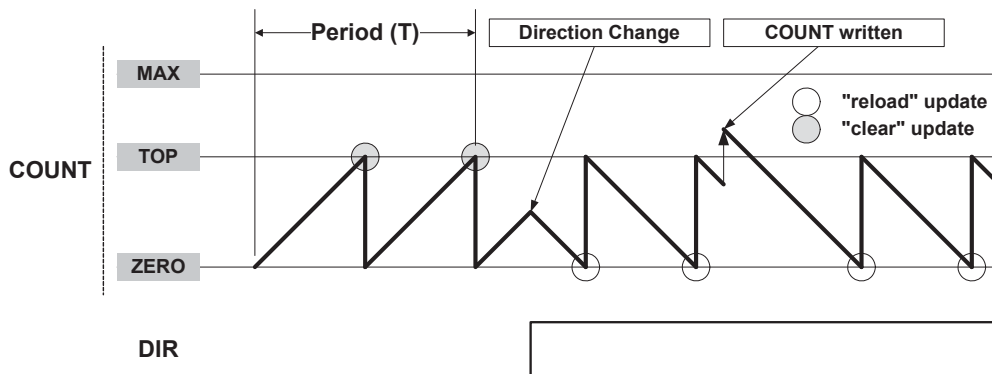 Period (T)
Direction Change
COUNT written
MAX
"reload" update
"clear" update
TOP
COUNT
ZERO
DIR